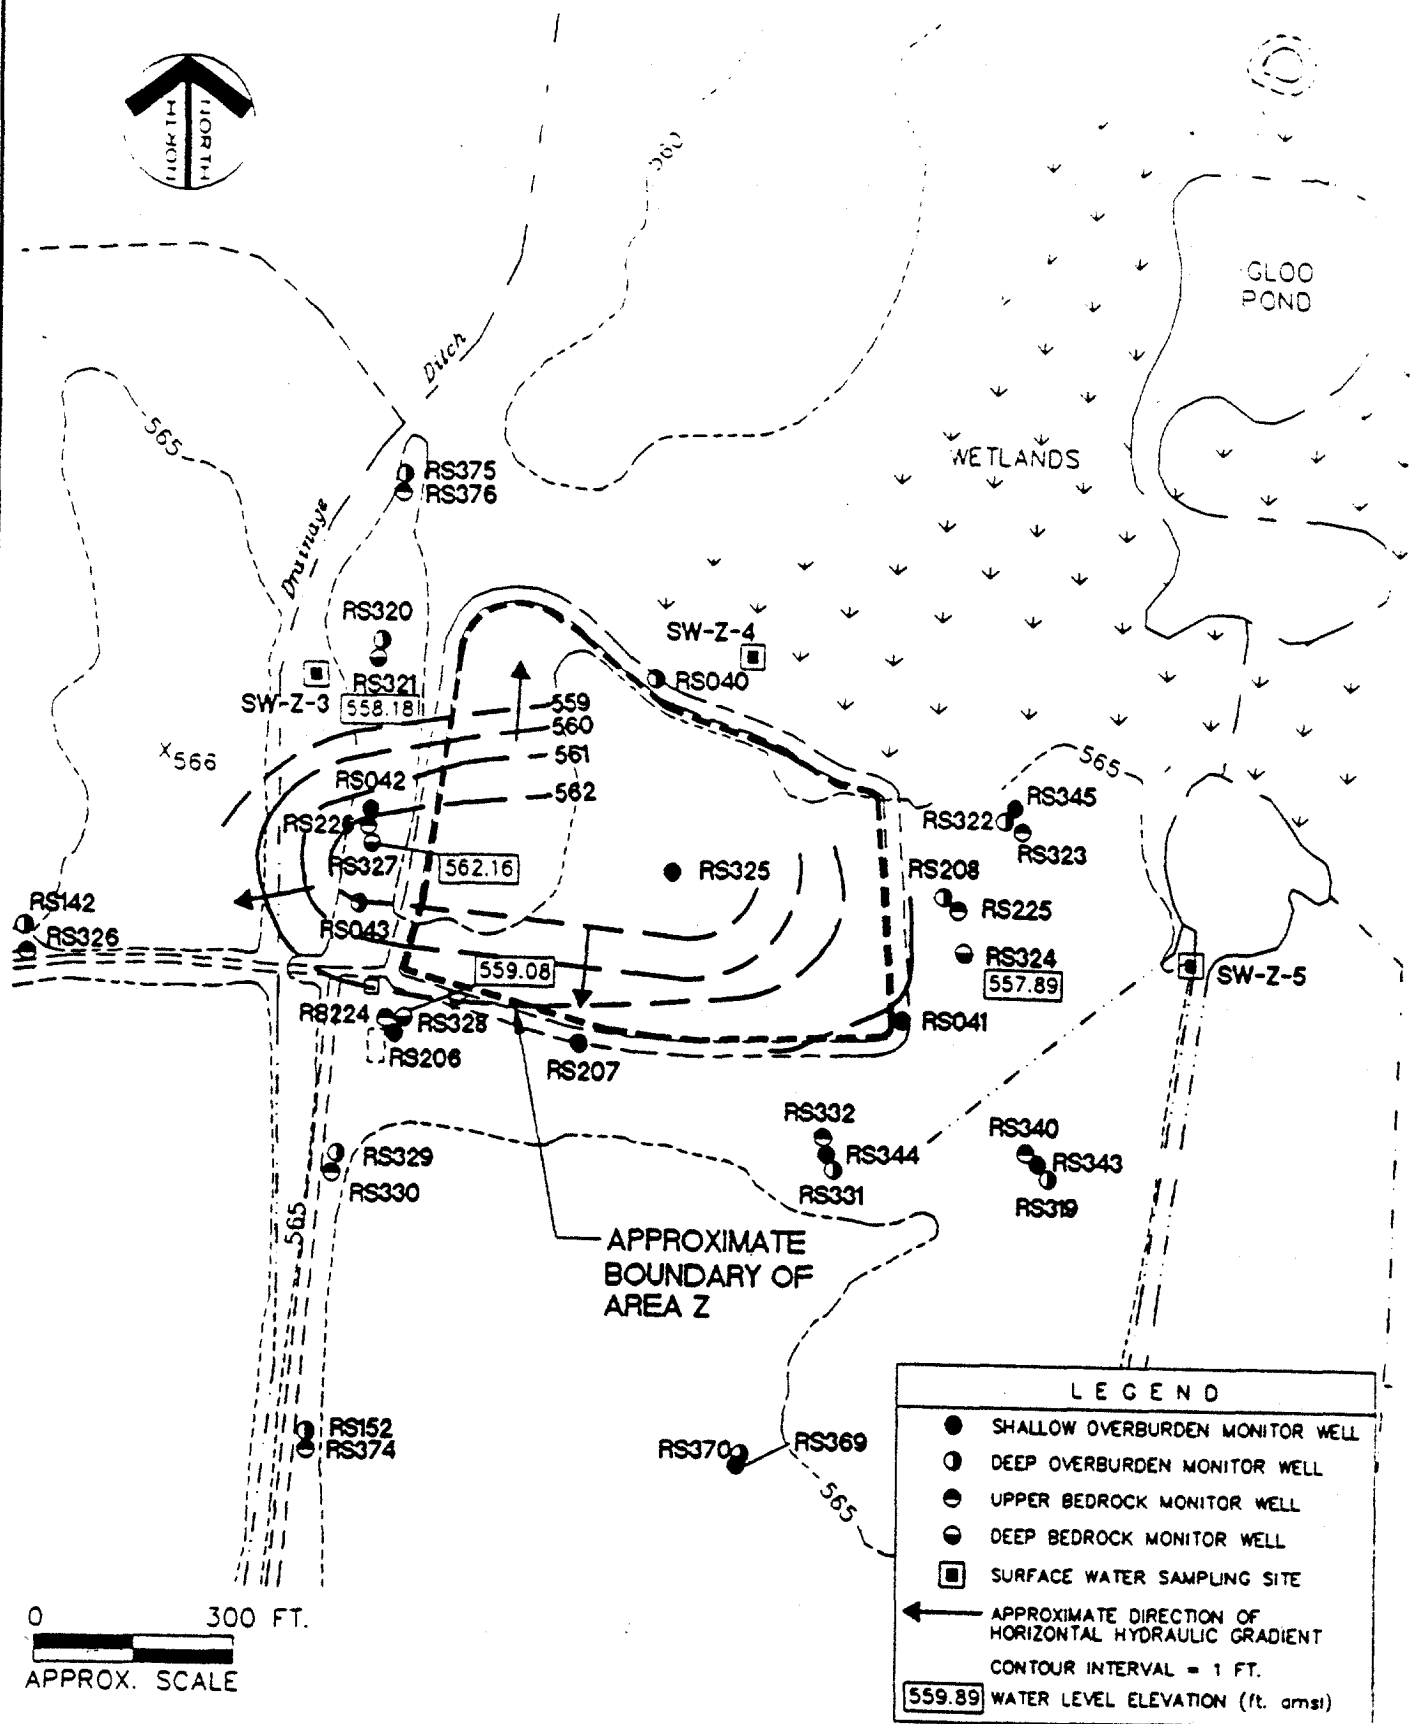 NORTH
NORTH
560
GLOO
POND
Ditch
565
WETLANDS
RS375
RS376
Drainage
RS320
SW-Z-4
RS321
RS040
SW-Z-3
558.18
559
560
561
562
X566
565
RS042
RS345
RS322
RS327
562.16
RS323
RS325
RS208
RS142
RS225
RS043
RS326
559.08
RS324
SW-Z-5
557.89
RS224
RS328
RS041
RS206
RS207
RS332
RS340
RS329
RS344
RS343
RS330
RS331
RS319
565
APPROXIMATE
BOUNDARY OF
AREA Z
RS152
RS374
RS370
RS369
565
LEGEND
SHALLOW OVERBURDEN MONITOR WELL
DEEP OVERBURDEN MONITOR WELL
UPPER BEDROCK MONITOR WELL
DEEP BEDROCK MONITOR WELL
SURFACE WATER SAMPLING SITE
APPROXIMATE DIRECTION OF
HORIZONTAL HYDRAULIC GRADIENT
CONTOUR INTERVAL = 1 FT.
559.89 WATER LEVEL ELEVATION (ft. amsl)
0 300 FT.
APPROX. SCALE